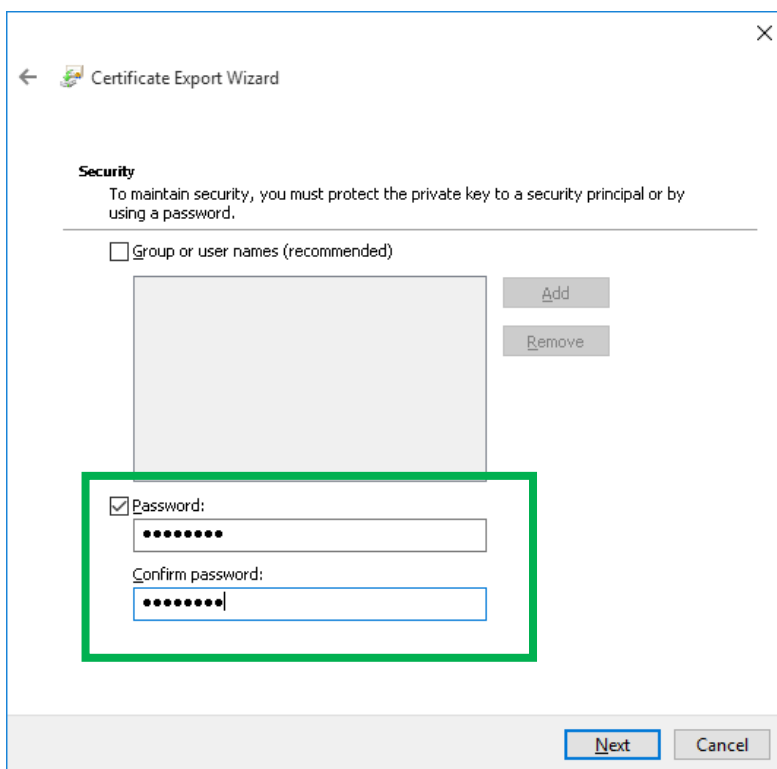 Certificate Export Wizard
Security
To maintain security, you must protect the private key to a security principal or by
using a password.
Group or user names (recommended)
Add
Remove
Password:
●●●●●●●●
Confirm password:
●●●●●●●●
Next
Cancel